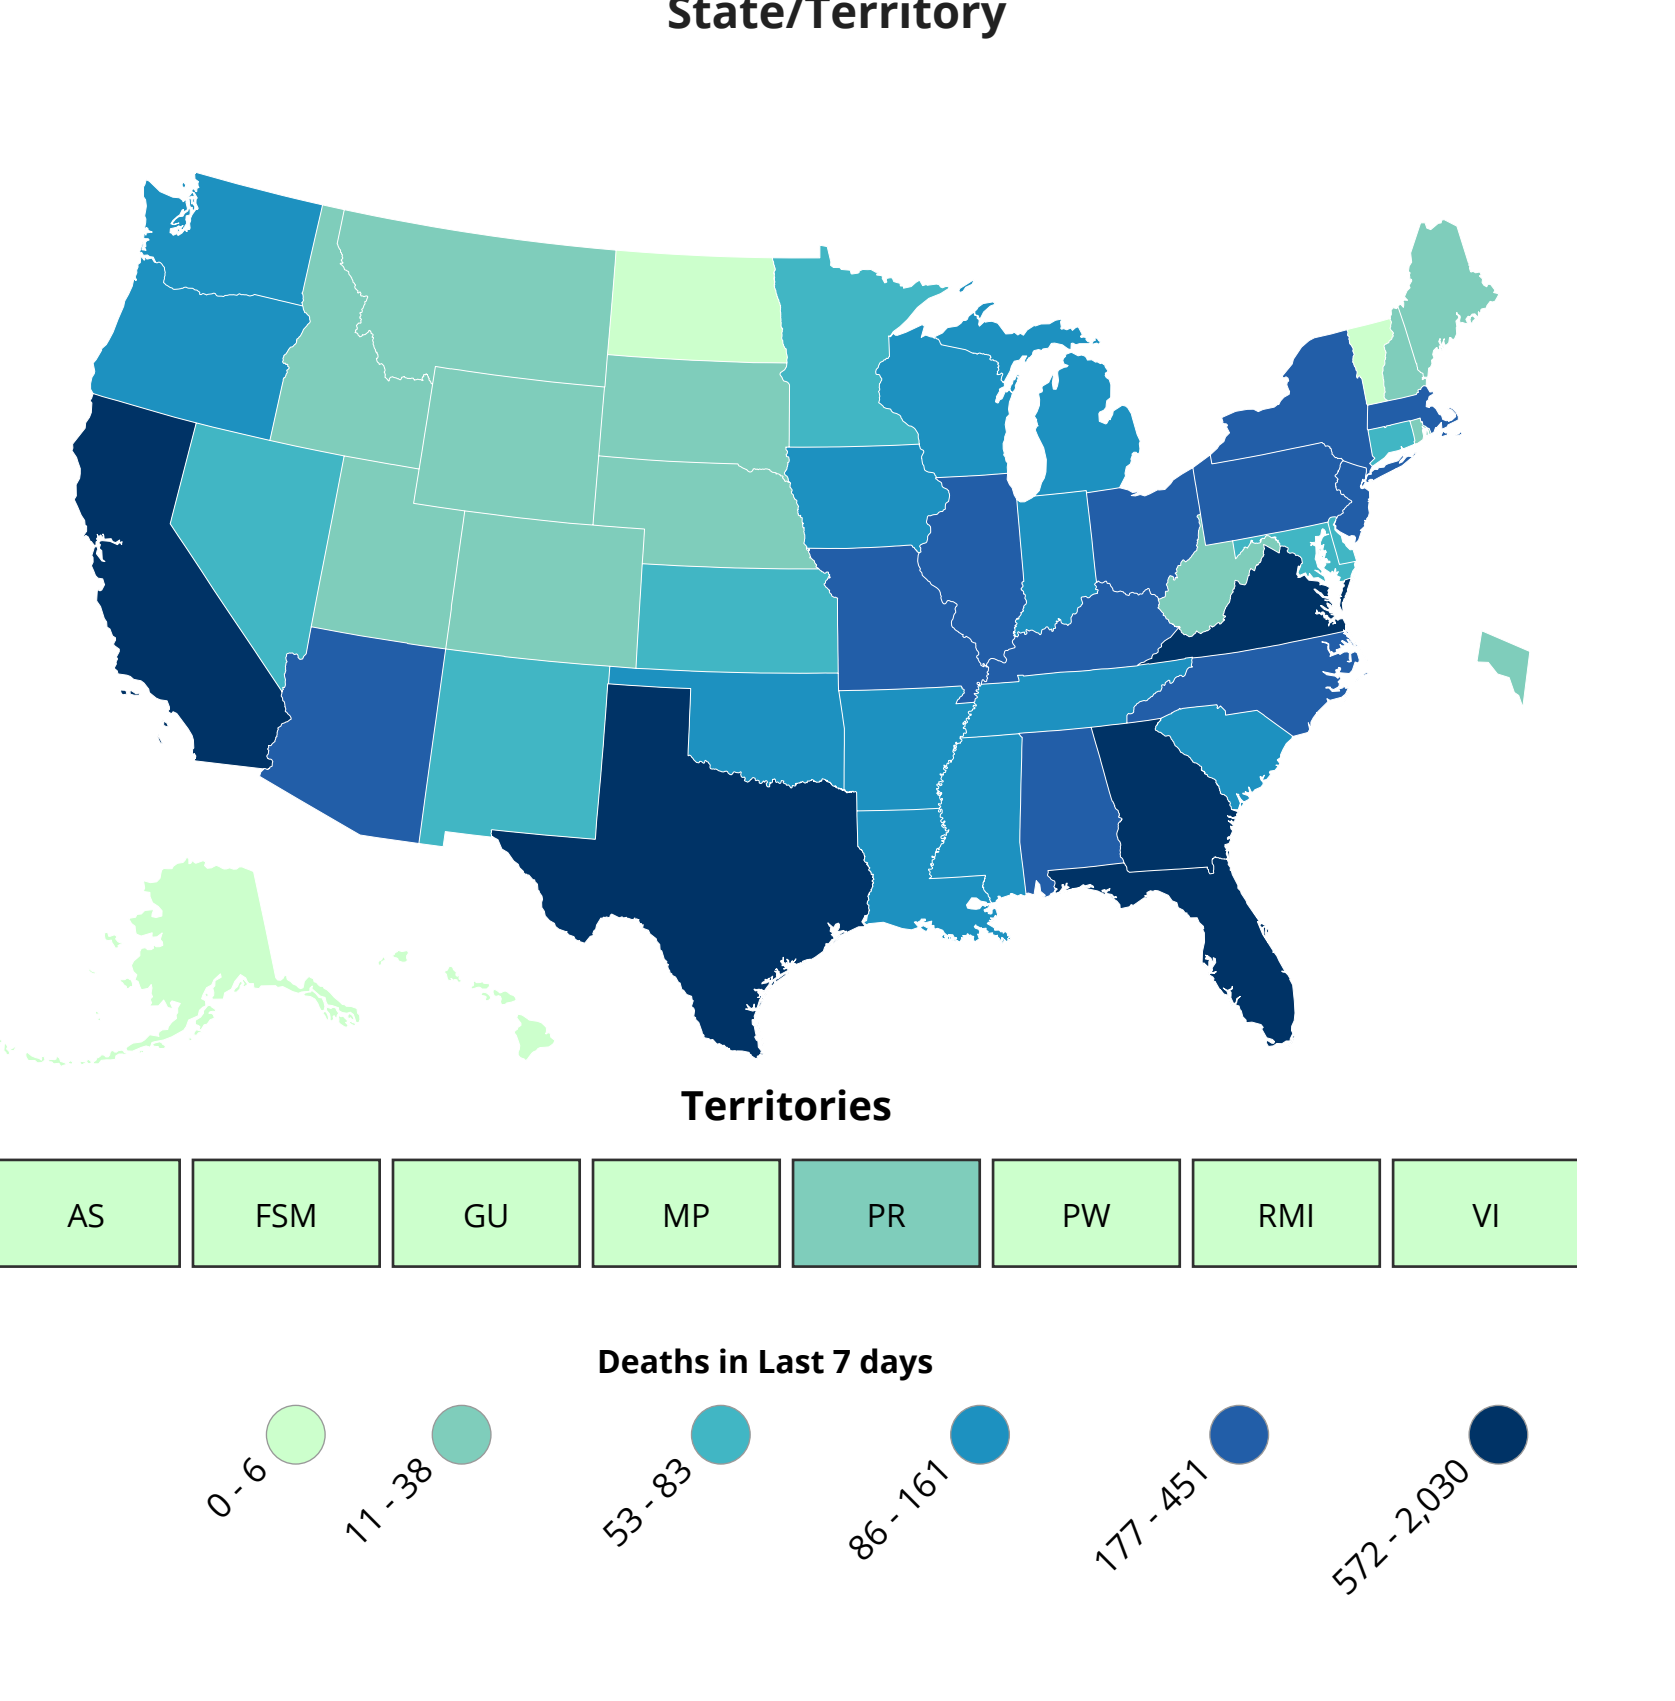 State/Territory
Territories
AS
FSM
GU
MP
PR
PW
RMI
VI
Deaths in Last 7 days
0 - 6
11 - 38
53 - 83
86 - 161
177 - 451
572 - 2,030